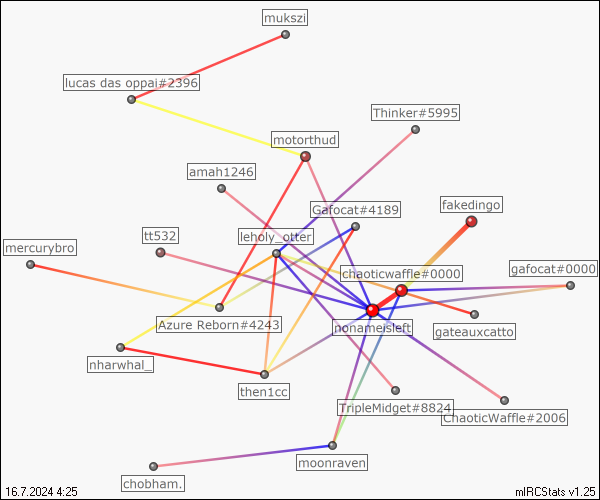 mukszi
lucas das oppai#2396
Thinker#5995
motorthud
amah1246
fakedingo
Gafocat#4189
tt532
leholy_otter
mercurybro
chaoticwaffle#0000
gafocat#0000
Azure Reborn#4243
nonameisleft
gateauxcatto
nharwhal_
then1cc
TripleMidget#8824
ChaoticWaffle#2006
moonraven
chobham.
16.7.2024 4:25
mIRCStats v1.25